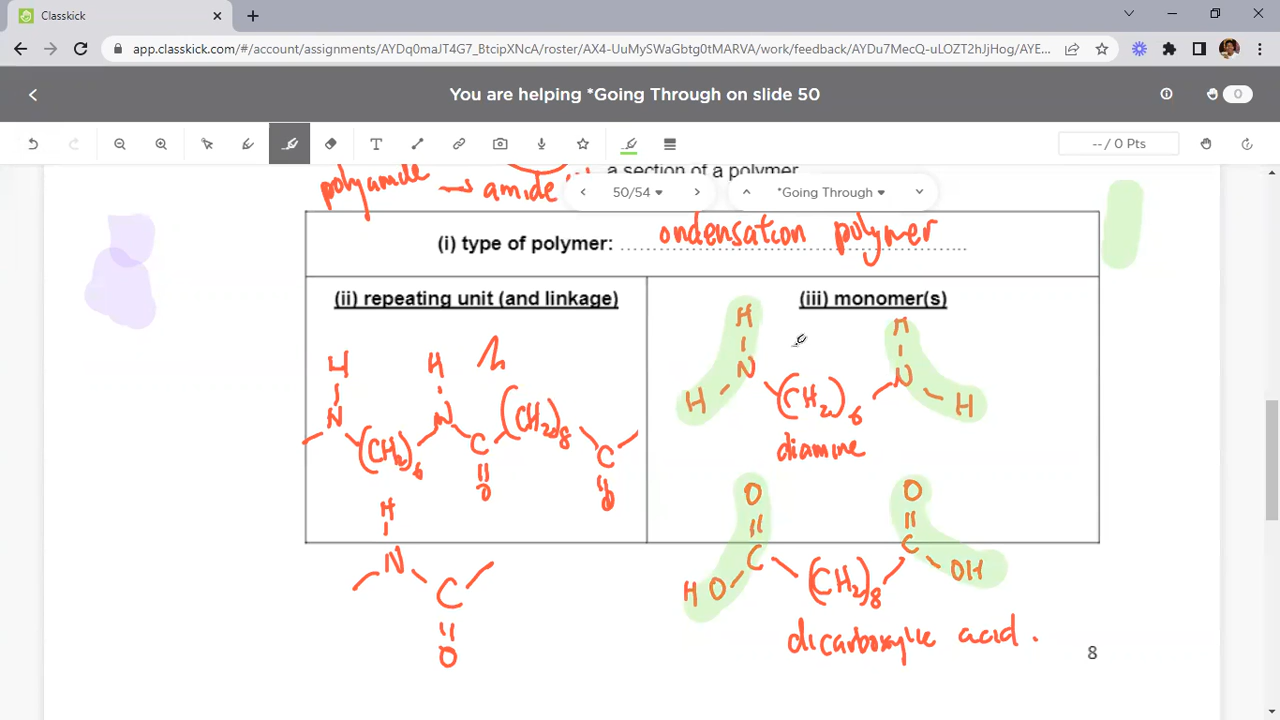 Classkick
app.classkick.com/#/account/assignments/AYDq0maJT4G7_BtcipXNcA/roster/AX4-UuMySWaGbtg0tMARVA/work/feedback/AYDu7MecQ-uLOZT2hJjHog/AYE...
You are helping *Going Through on slide 50
0
-- / 0 Pts
50/54
*Going Through
polyamide → amide
a section of a polymer
(i) type of polymer: ondensation polymer
(ii) repeating unit (and linkage)
(iii) monomer(s)
H H
N (CH2)6 N C (CH2)8 C
O O
H
N C
O
H H
H N (CH2)6 N H
diamine
O O
HO C (CH2)8 C OH
dicarboxylic acid.
8